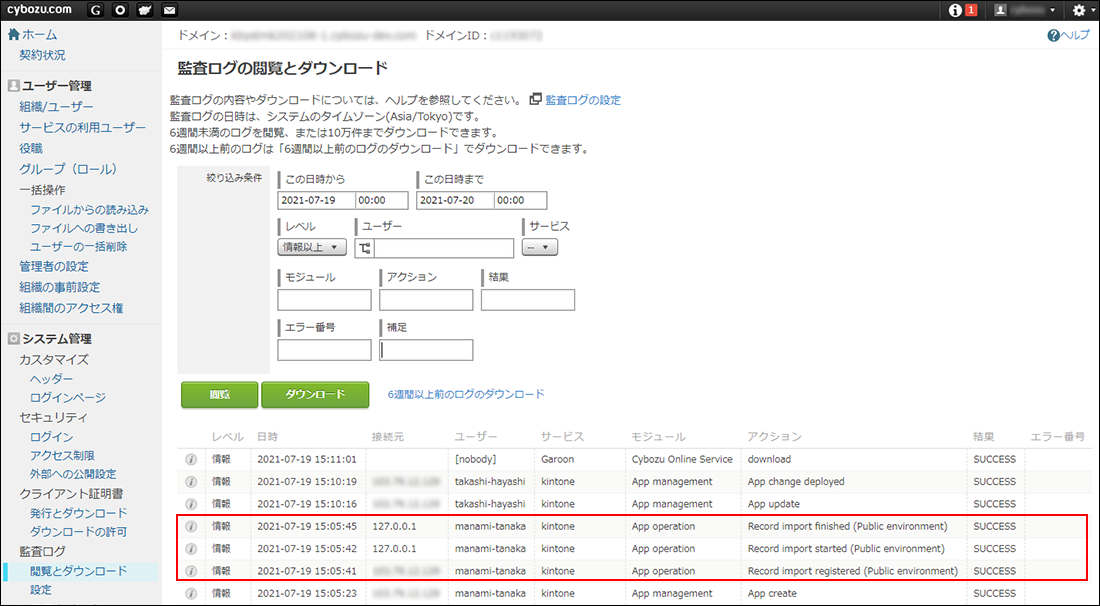 cybozu.com G 1
ドメイン： ドメインID： ヘルプ
ホーム
契約状況
ユーザー管理
組織/ユーザー
サービスの利用ユーザー
役職
グループ（ロール）
一括操作
ファイルからの読み込み
ファイルへの書き出し
ユーザーの一括削除
管理者の設定
組織の事前設定
組織間のアクセス権
システム管理
カスタマイズ
ヘッダー
ログインページ
セキュリティ
ログイン
アクセス制限
外部への公開設定
クライアント証明書
発行とダウンロード
ダウンロードの許可
監査ログ
閲覧とダウンロード
設定
監査ログの閲覧とダウンロード
監査ログの内容やダウンロードについては、ヘルプを参照してください。 監査ログの設定
監査ログの日時は、システムのタイムゾーン(Asia/Tokyo)です。
6週間未満のログを閲覧、または10万件までダウンロードできます。
6週間以上前のログは「6週間以上前のログのダウンロード」でダウンロードできます。
絞り込み条件 この日時から この日時まで
2021-07-19 00:00 2021-07-20 00:00
レベル ユーザー サービス
情報以上 --
モジュール アクション 結果
エラー番号 補足
閲覧 ダウンロード 6週間以上前のログのダウンロード
レベル 日時 接続元 ユーザー サービス モジュール アクション 結果 エラー番号
情報 2021-07-19 15:11:01 [nobody] Garoon Cybozu Online Service download SUCCESS
情報 2021-07-19 15:10:19 takashi-hayashi kintone App management App change deployed SUCCESS
情報 2021-07-19 15:10:16 takashi-hayashi kintone App management App update SUCCESS
情報 2021-07-19 15:05:45 127.0.0.1 manami-tanaka kintone App operation Record import finished (Public environment) SUCCESS
情報 2021-07-19 15:05:42 127.0.0.1 manami-tanaka kintone App operation Record import started (Public environment) SUCCESS
情報 2021-07-19 15:05:41 manami-tanaka kintone App operation Record import registered (Public environment) SUCCESS
情報 2021-07-19 15:05:23 manami-tanaka kintone App management App create SUCCESS